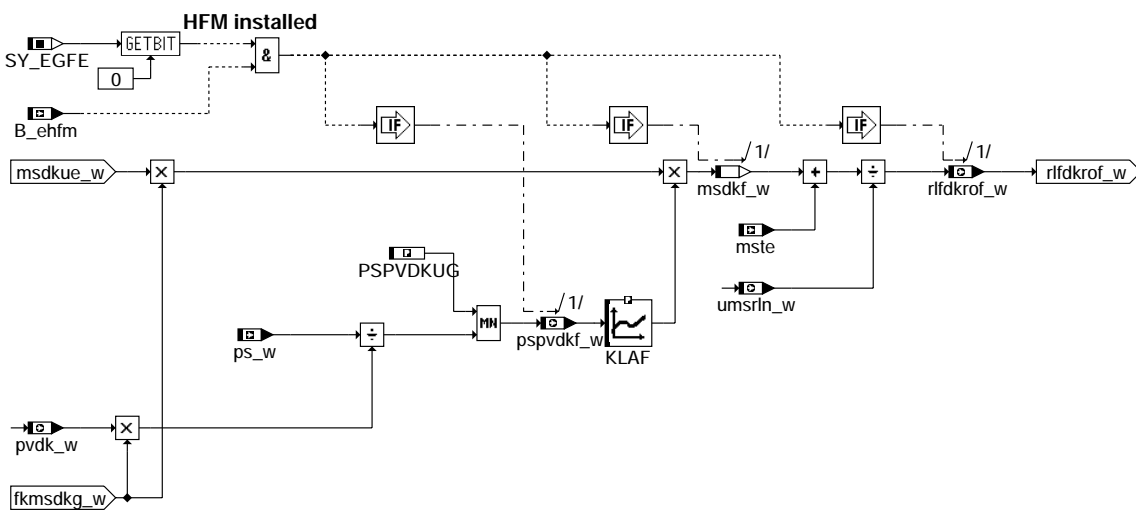 HFM installed
SY_EGFE
GETBIT
0
&
B_ehfm
IF
IF
IF
msdkue_w
/1/
msdkf_w
/1/
rlfdkrof_w
rlfdkrof_w
mste
PSPVDKUG
umsrln_w
MN
/1/
pspvdkf_w
KLAF
ps_w
pvdk_w
fkmsdkg_w